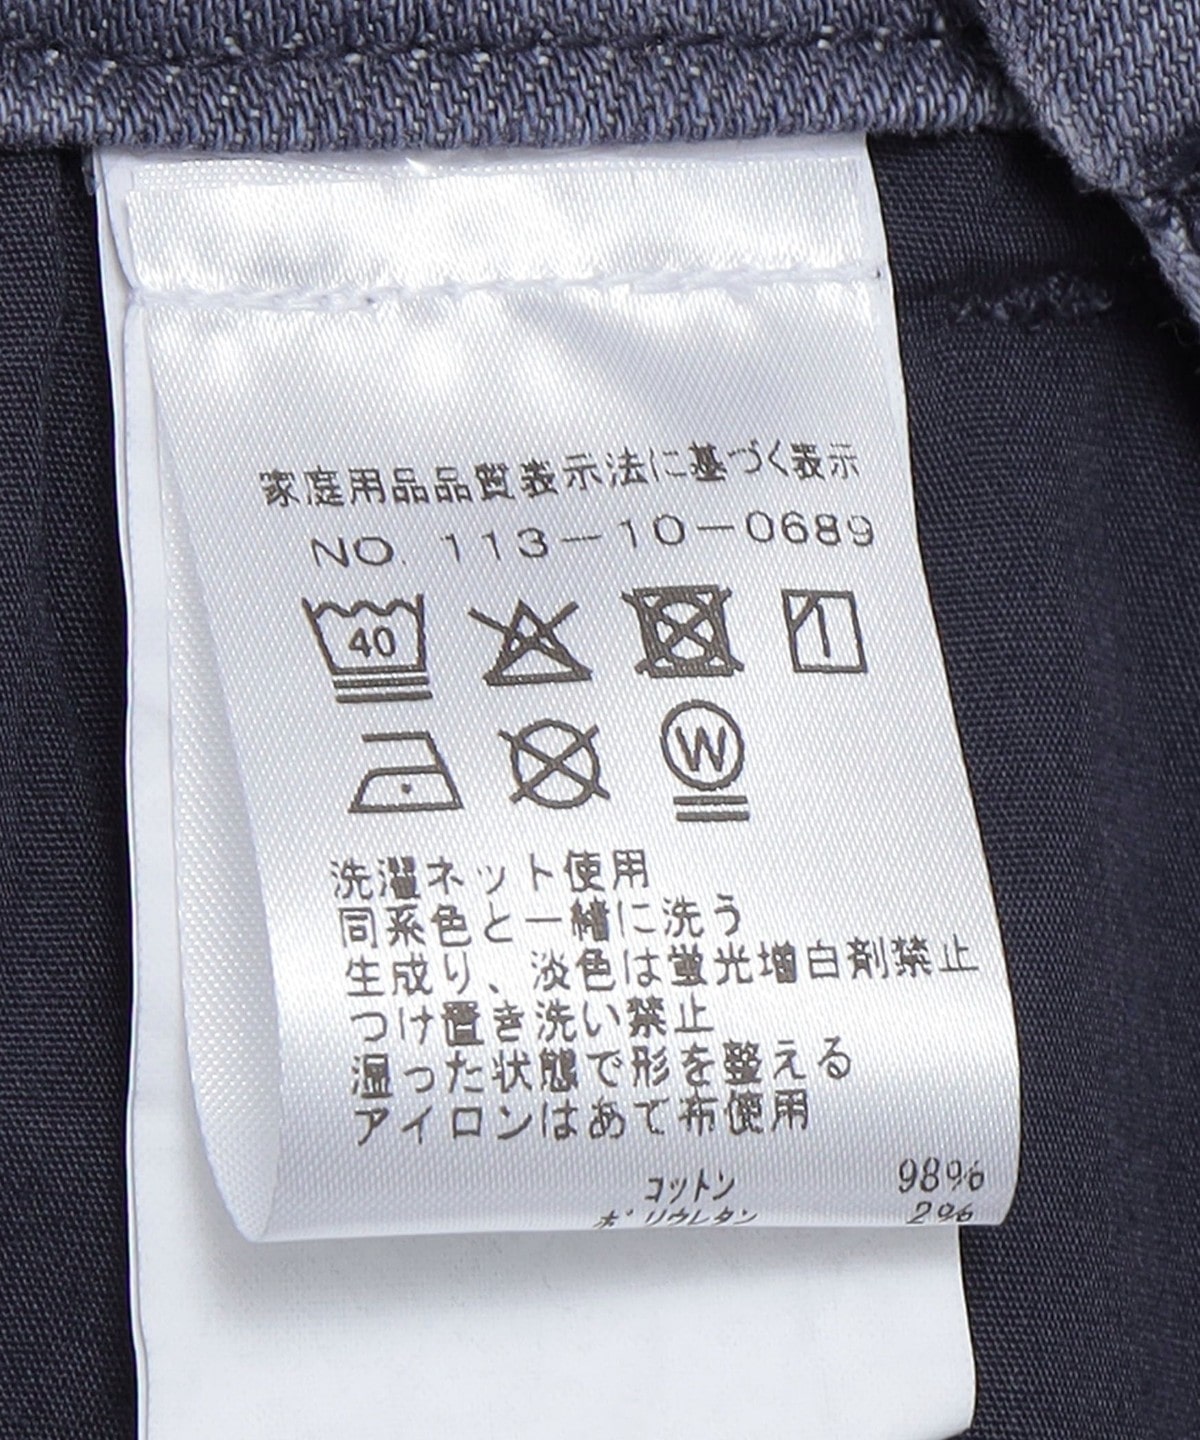 家庭用品品質表示法に基づく表示
NO. 113-10-0689
40
W
洗濯ネット使用
同系色と一緒に洗う
生成り、淡色は蛍光増白剤禁止
つけ置き洗い禁止
湿った状態で形を整える
アイロンはあて布使用
コットン 98%
ポリウレタン 2%